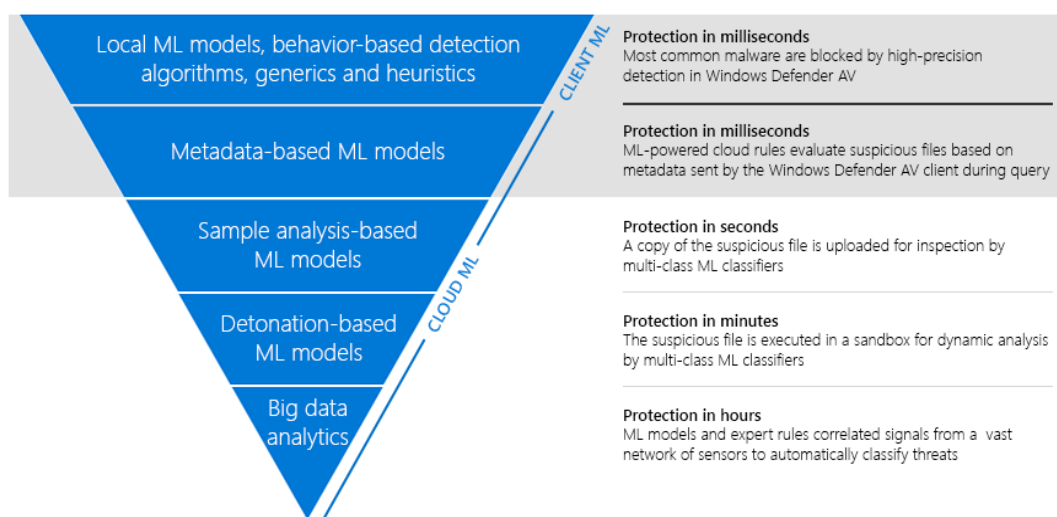 Local ML models, behavior-based detection
algorithms, generics and heuristics
CLIENT ML
Protection in milliseconds
Most common malware are blocked by high-precision
detection in Windows Defender AV
Metadata-based ML models
Protection in milliseconds
ML-powered cloud rules evaluate suspicious files based on
metadata sent by the Windows Defender AV client during query
Sample analysis-based
ML models
CLOUD ML
Protection in seconds
A copy of the suspicious file is uploaded for inspection by
multi-class ML classifiers
Detonation-based
ML models
Protection in minutes
The suspicious file is executed in a sandbox for dynamic analysis
by multi-class ML classifiers
Big data
analytics
Protection in hours
ML models and expert rules correlated signals from a vast
network of sensors to automatically classify threats